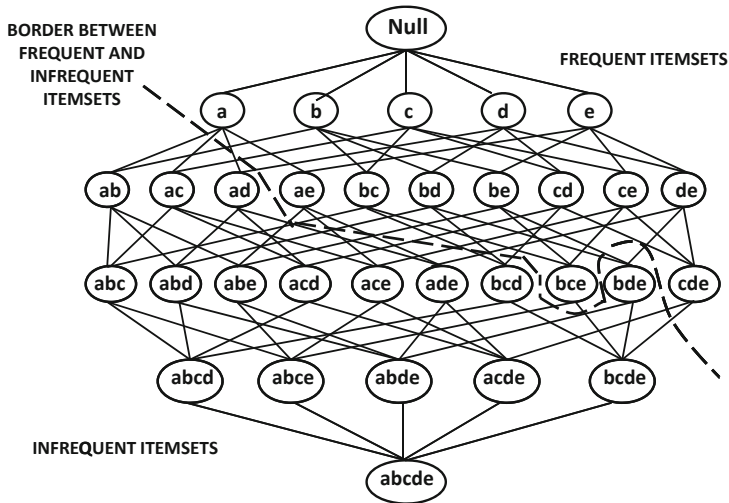 Null
BORDER BETWEEN
FREQUENT AND
INFREQUENT
ITEMSETS
FREQUENT ITEMSETS
a b c d e
ab ac ad ae bc bd be cd ce de
abc abd abe acd ace ade bcd bce bde cde
abcd abce abde acde bcde
INFREQUENT ITEMSETS
abcde